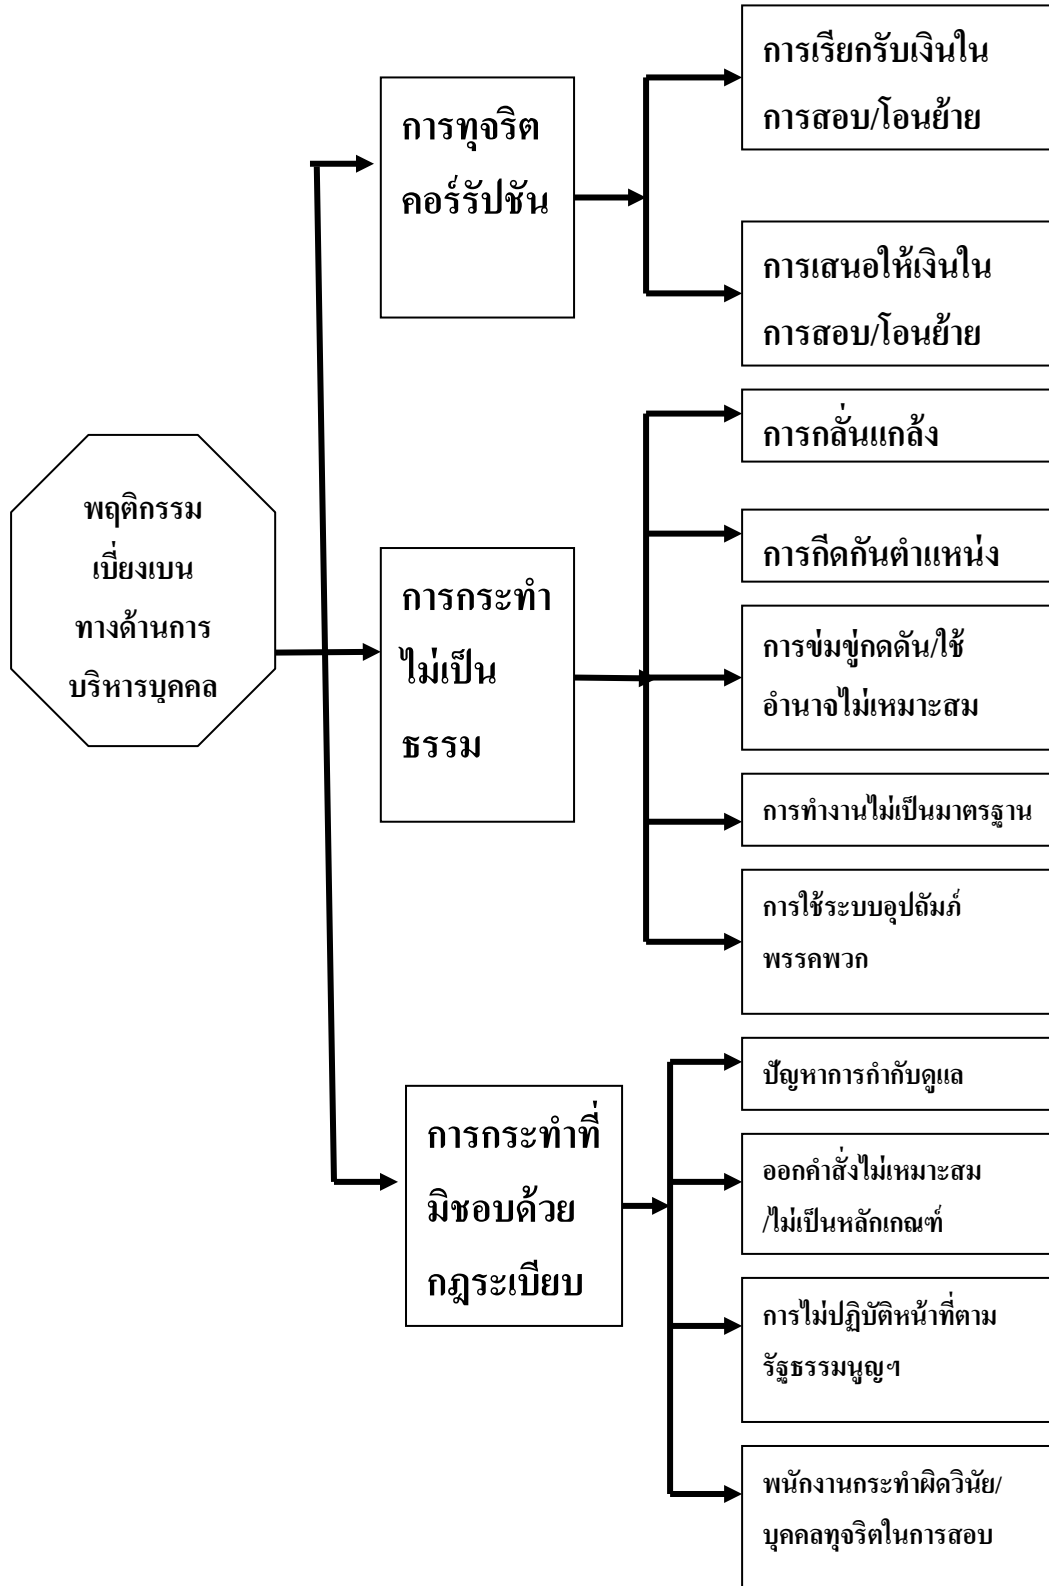 การเรียกรับเงินใน
การสอบ/โอนย้าย
การทุจริต
คอร์รัปชัน
การเสนอให้เงินใน
การสอบ/โอนย้าย
การกลั่นแกล้ง
พฤติกรรม
เบี่ยงเบน
ทางด้านการ
บริหารบุคคล
การกีดกันตำแหน่ง
การกระทำ
ไม่เป็น
ธรรม
การข่มขู่กดดัน/ใช้
อำนาจไม่เหมาะสม
การทำงานไม่เป็นมาตรฐาน
การใช้ระบบอุปถัมภ์
พรรคพวก
ปัญหาการกำกับดูแล
การกระทำที่
มิชอบด้วย
กฎระเบียบ
ออกคำสั่งไม่เหมาะสม
/ไม่เป็นหลักเกณฑ์
การไม่ปฏิบัติหน้าที่ตาม
รัฐธรรมนูญฯ
พนักงานกระทำผิดวินัย/
บุคคลทุจริตในการสอบ